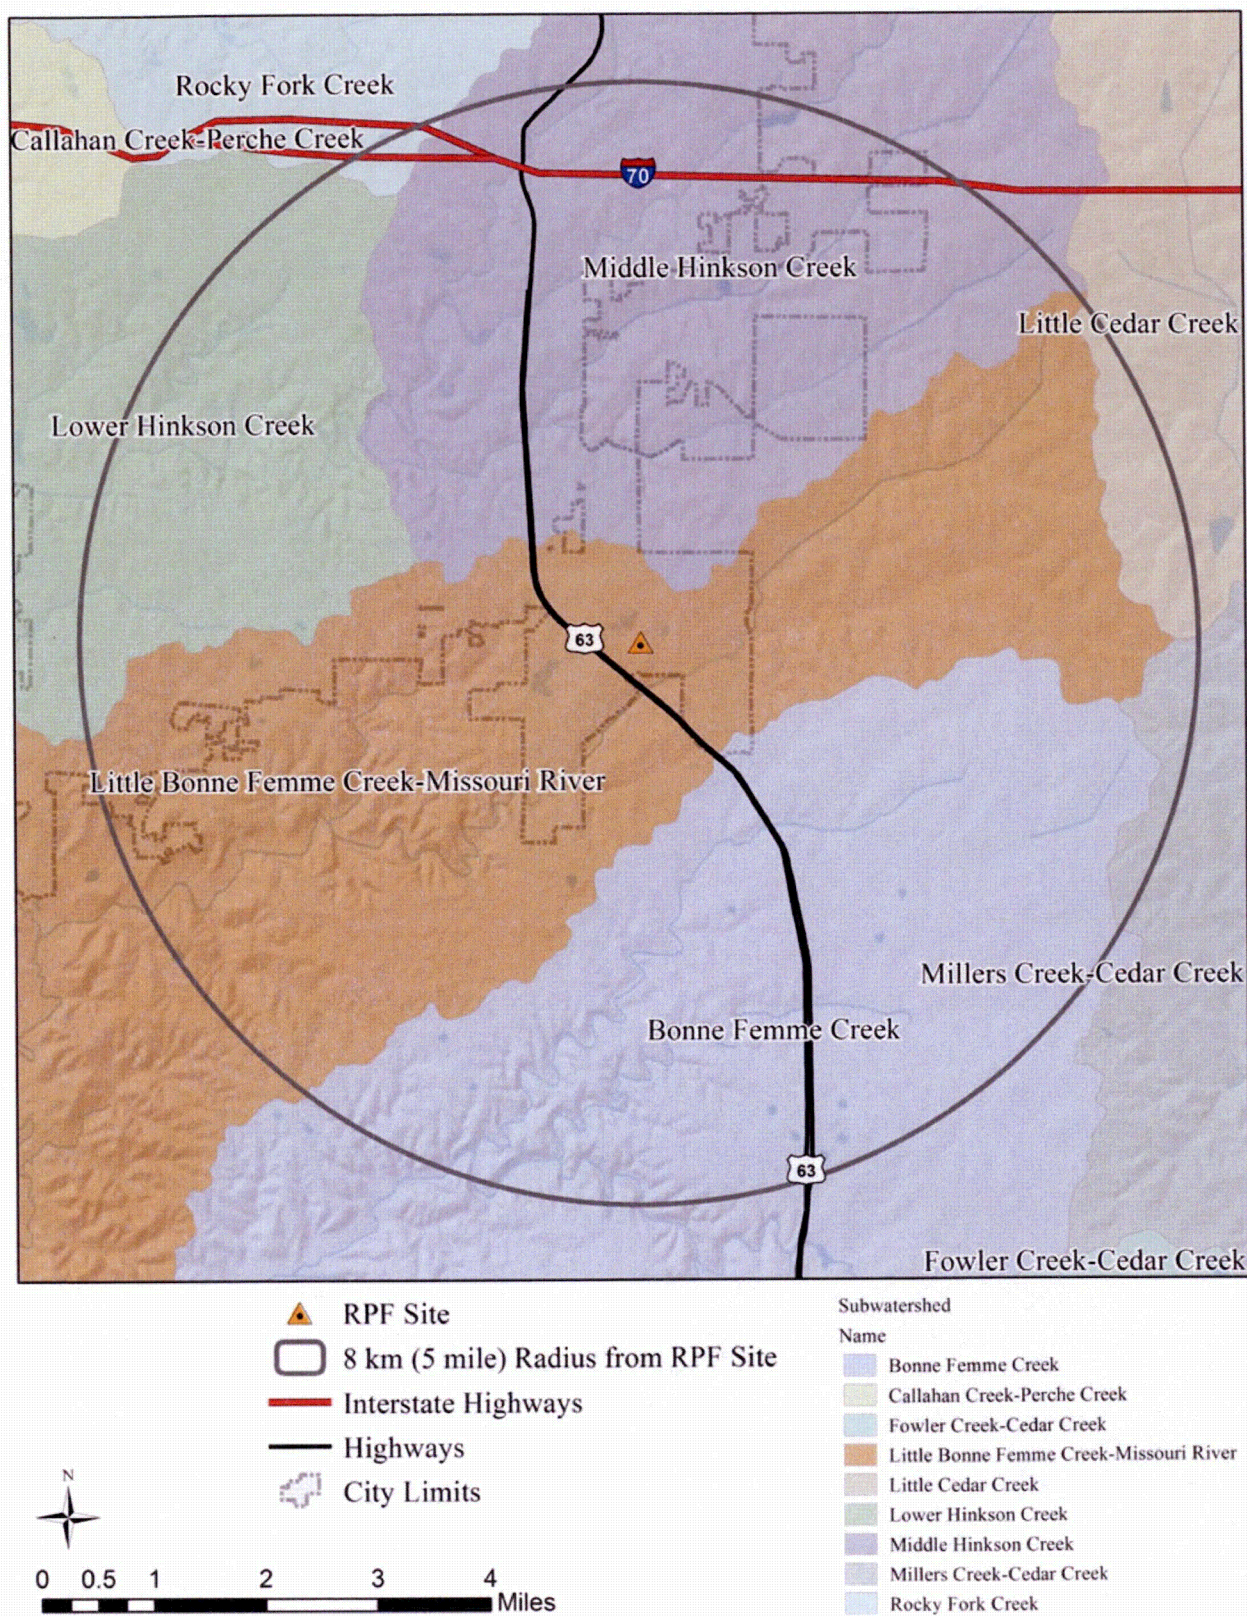 Rocky Fork Creek
Callahan Creek-Perche Creek
70
Middle Hinkson Creek
Little Cedar Creek
Lower Hinkson Creek
63
Little Bonne Femme Creek-Missouri River
Millers Creek-Cedar Creek
Bonne Femme Creek
63
Fowler Creek-Cedar Creek
RPF Site
8 km (5 mile) Radius from RPF Site
Interstate Highways
Highways
City Limits
N
0 0.5 1 2 3 4
Miles
Subwatershed
Name
Bonne Femme Creek
Callahan Creek-Perche Creek
Fowler Creek-Cedar Creek
Little Bonne Femme Creek-Missouri River
Little Cedar Creek
Lower Hinkson Creek
Middle Hinkson Creek
Millers Creek-Cedar Creek
Rocky Fork Creek